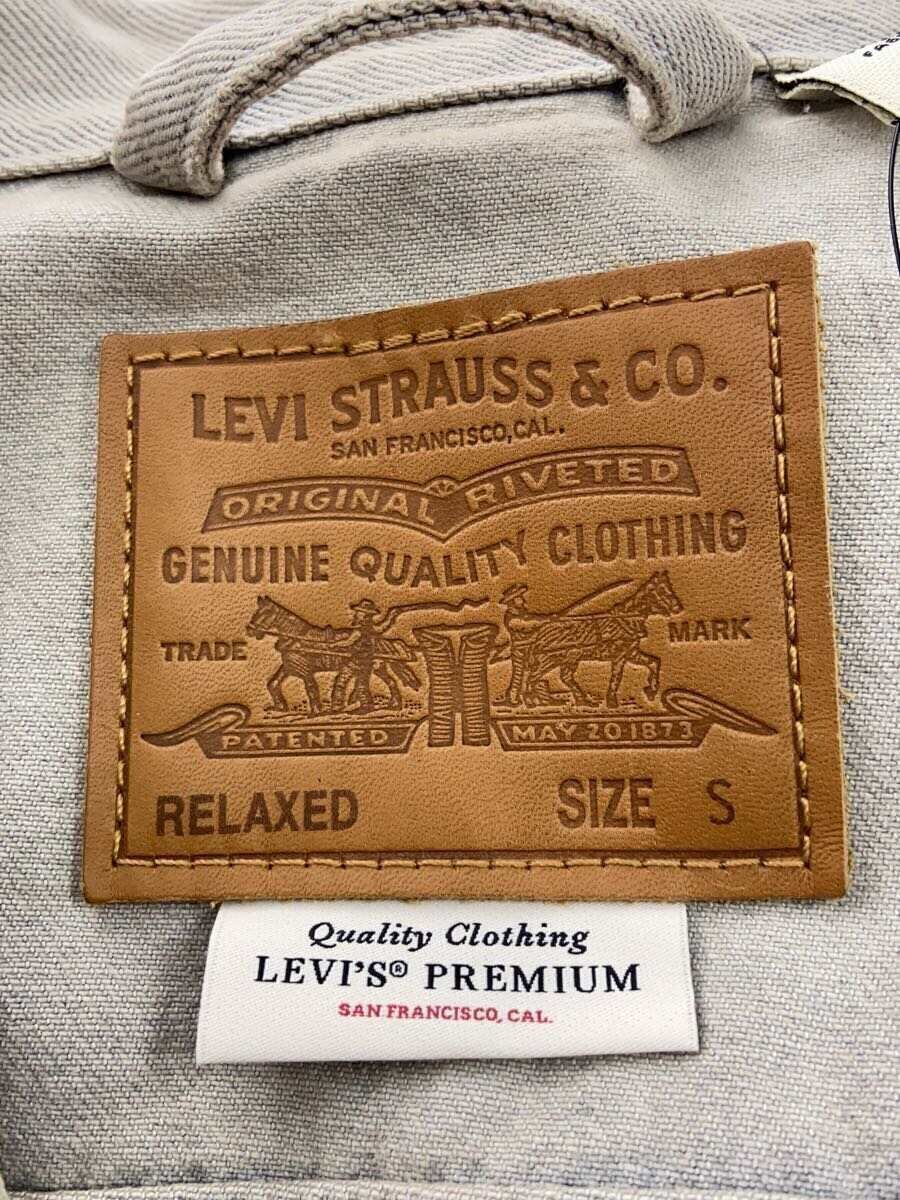 LEVI STRAUSS & CO.
SAN FRANCISCO, CAL.
ORIGINAL RIVETED
GENUINE QUALITY CLOTHING
TRADE MARK
PATENTED MAY 20 1873
RELAXED SIZE S
Quality Clothing
LEVI'S® PREMIUM
SAN FRANCISCO, CAL.